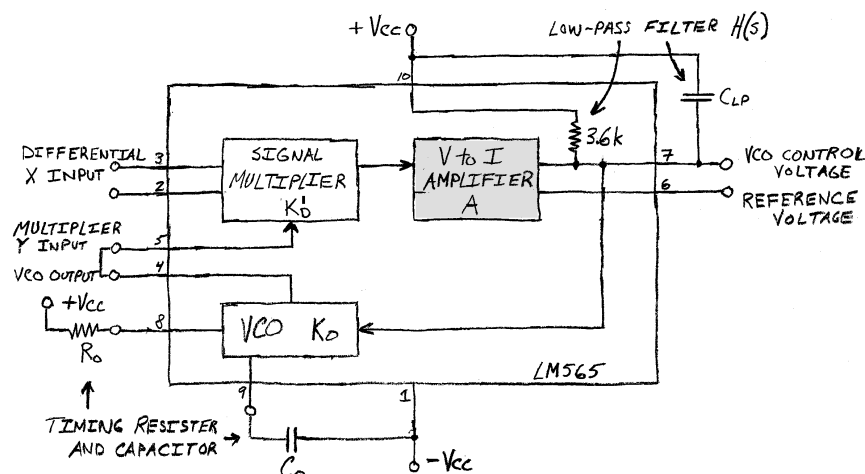 +Vcc
LOW-PASS FILTER H(s)
10
CLP
3.6k
DIFFERENTIAL
X INPUT
3
2
SIGNAL
MULTIPLIER
K'D
V to I
AMPLIFIER
A
7
VCO CONTROL
VOLTAGE
6
REFERENCE
VOLTAGE
MULTIPLIER
Y INPUT
5
VCO OUTPUT
4
+Vcc
8
Ro
VCO Ko
LM565
9
1
TIMING RESISTER
AND CAPACITOR
Co
-Vcc